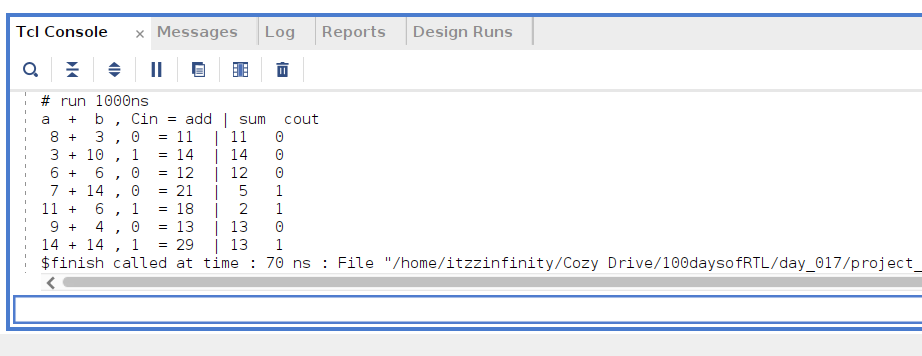 Tcl Console × Messages Log Reports Design Runs
# run 1000ns
a + b , Cin = add | sum cout
8 + 3 , 0 = 11 | 11 0
3 + 10 , 1 = 14 | 14 0
6 + 6 , 0 = 12 | 12 0
7 + 14 , 0 = 21 | 5 1
11 + 6 , 1 = 18 | 2 1
9 + 4 , 0 = 13 | 13 0
14 + 14 , 1 = 29 | 13 1
$finish called at time : 70 ns : File "/home/itzzinfinity/Cozy Drive/100daysofRTL/day_017/project_